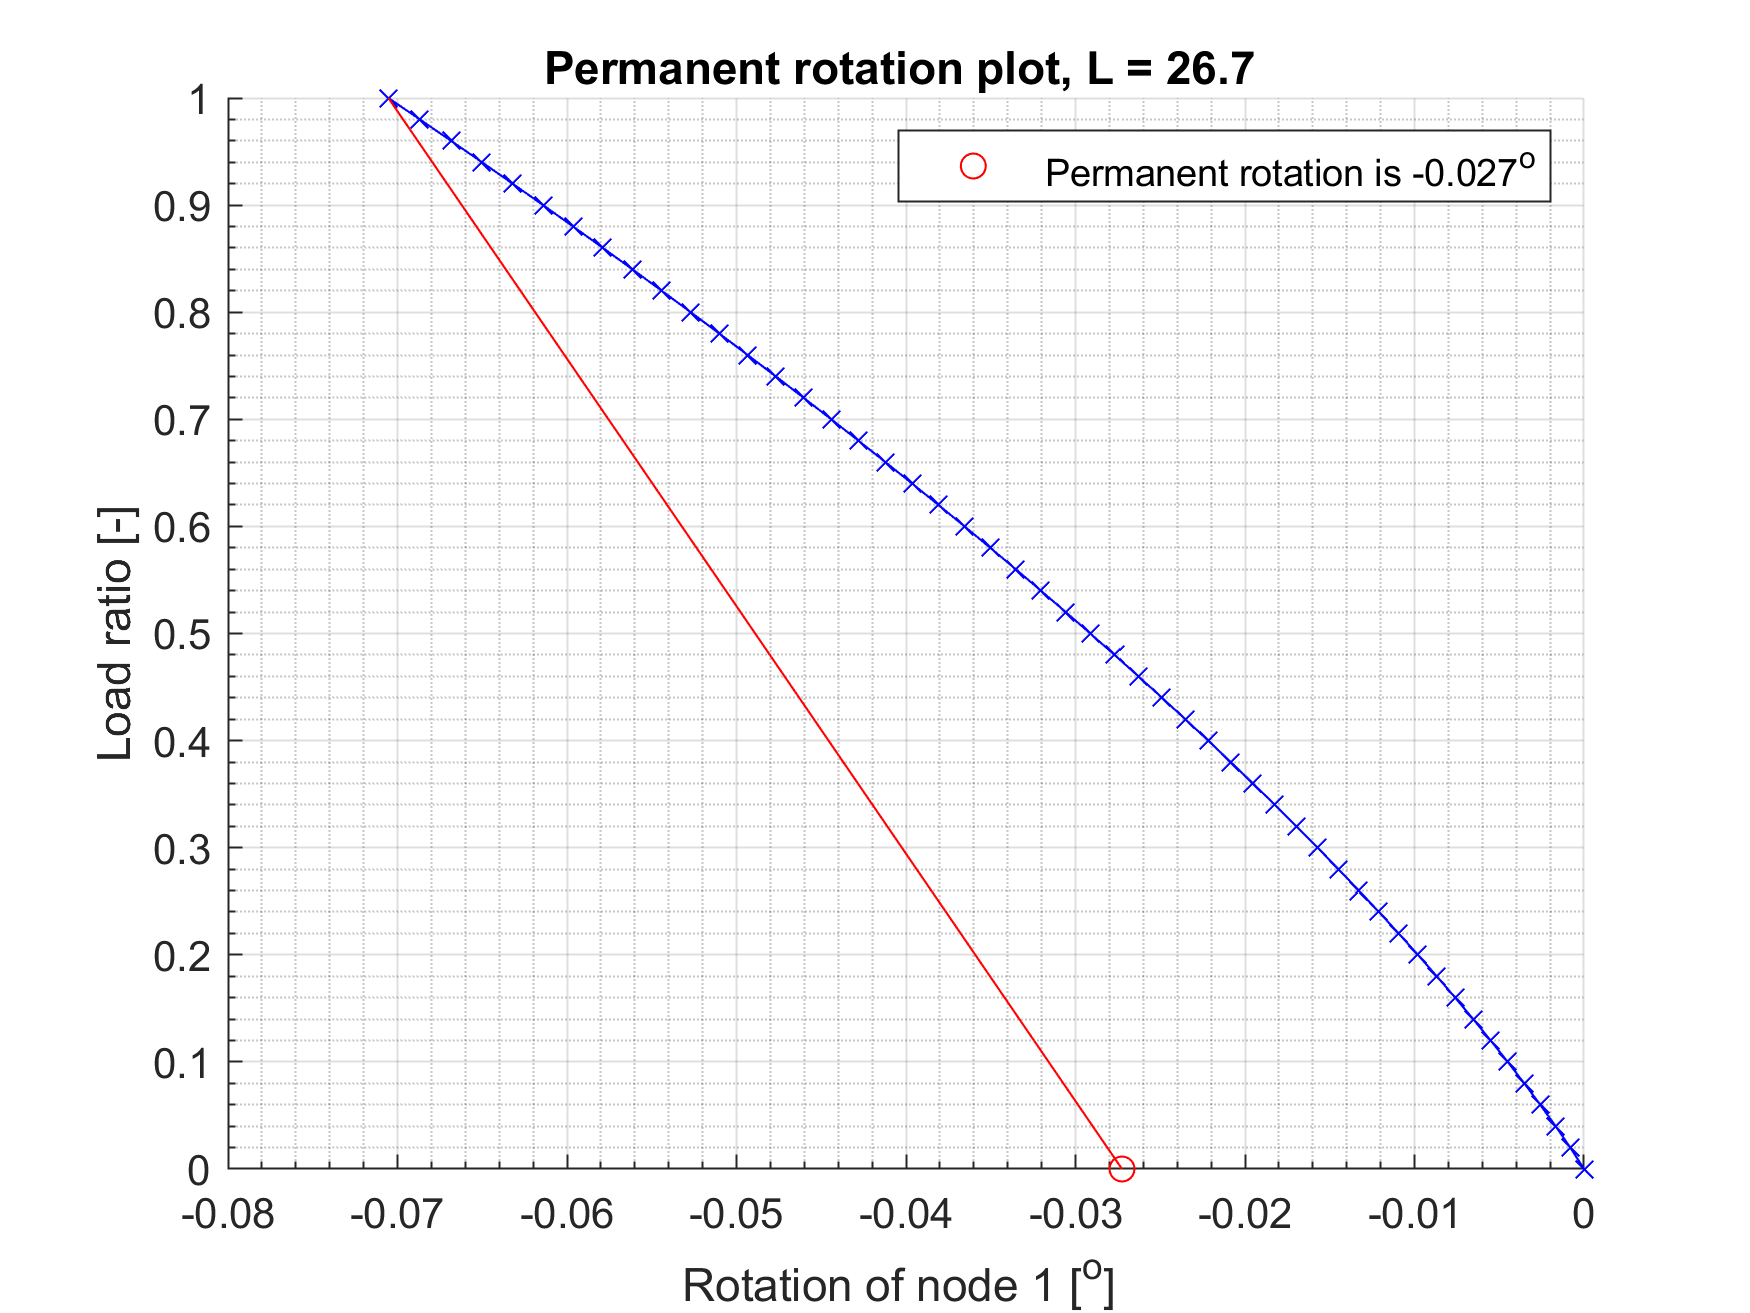 Permanent rotation plot, L = 26.7
Permanent rotation is -0.027°
1
0.9
0.8
0.7
0.6
0.5
0.4
0.3
0.2
0.1
0
Load ratio [-]
-0.08 -0.07 -0.06 -0.05 -0.04 -0.03 -0.02 -0.01 0
Rotation of node 1 [°]